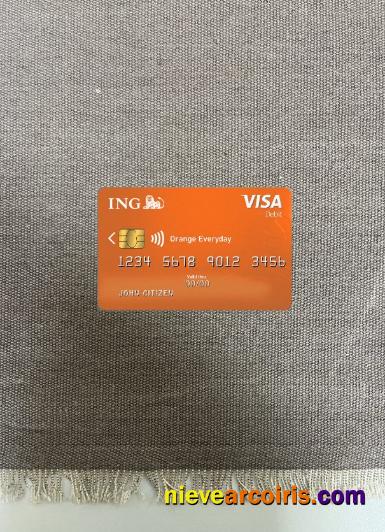 ING
VISA
Debit
Orange Everyday
1234 5678 9012 3456
Valid thru
00/00
JOHN CITIZEN
nievearcoiris.com